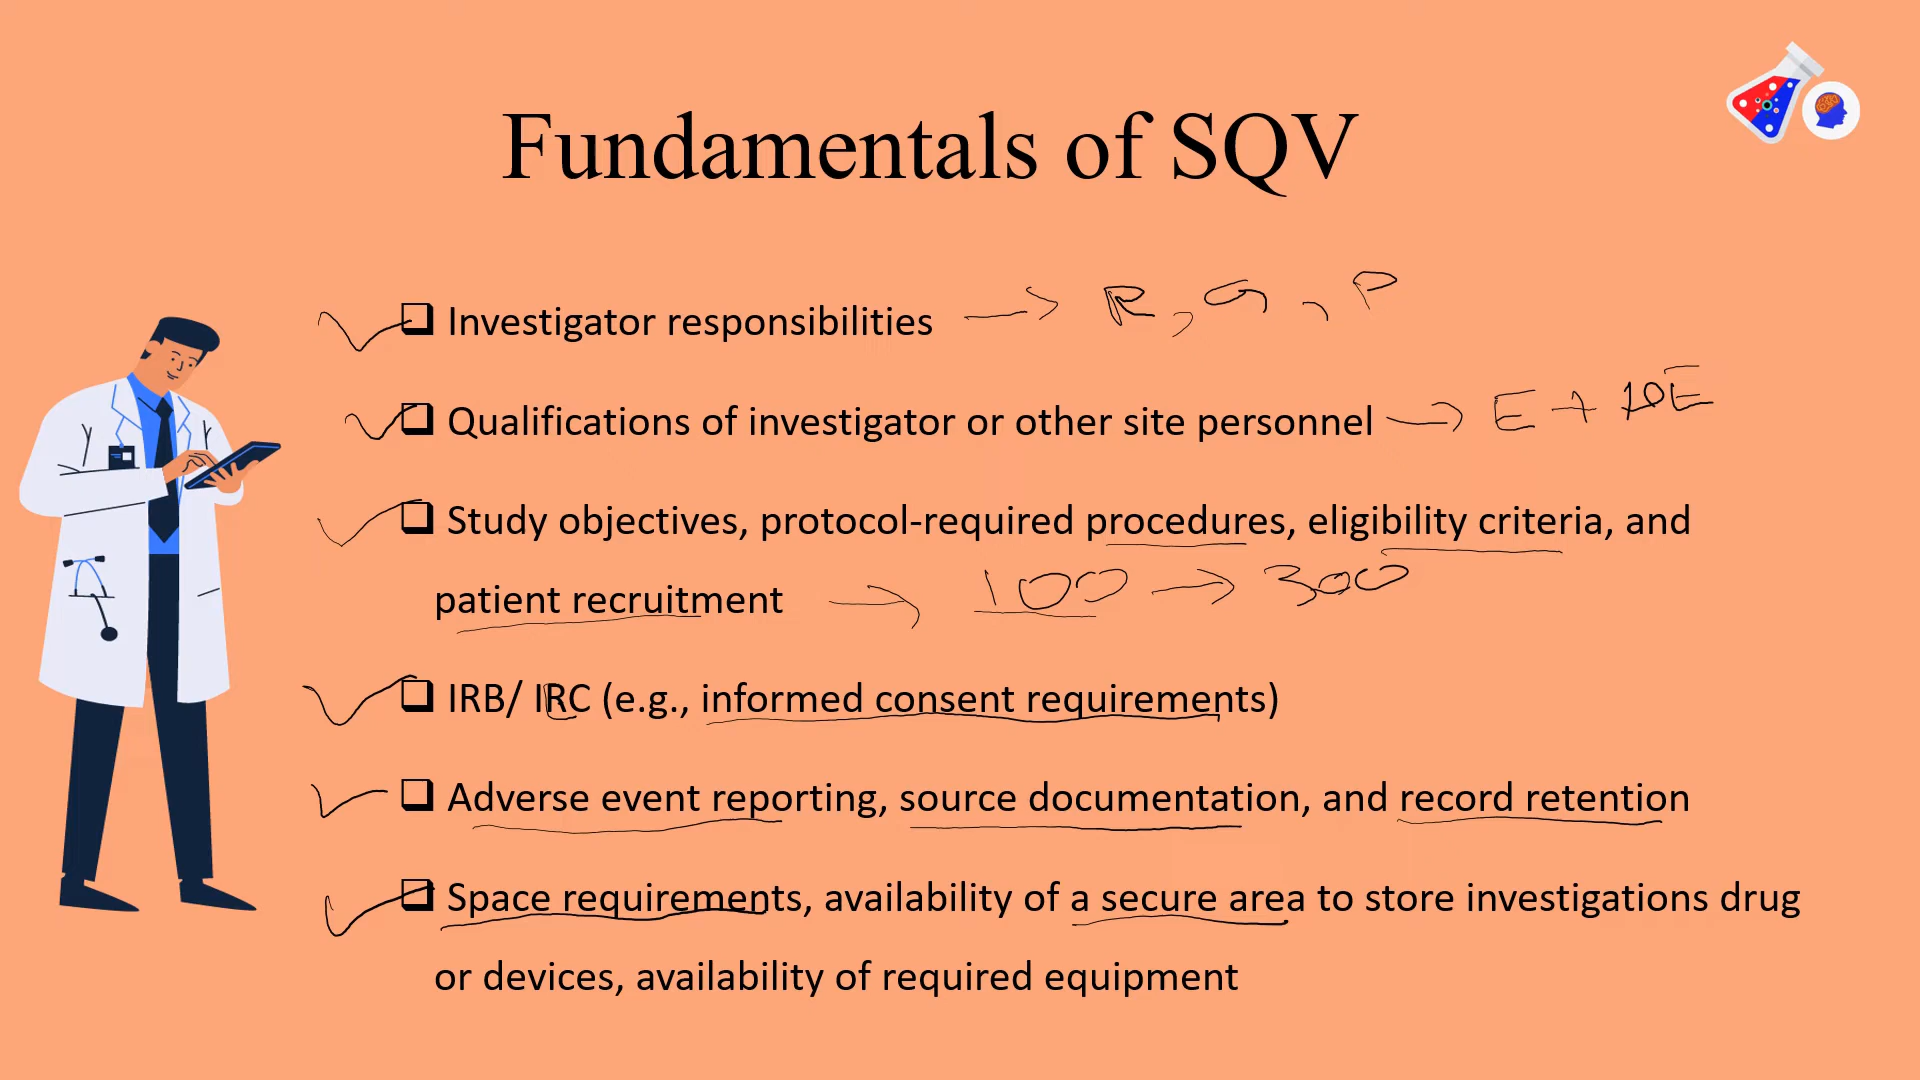 Fundamentals of SQV
Investigator responsibilities → R, G, P
Qualifications of investigator or other site personnel → E +
Study objectives, protocol-required procedures, eligibility criteria, and
patient recruitment → 100 → 300
IRB/ IRC (e.g., informed consent requirements)
Adverse event reporting, source documentation, and record retention
Space requirements, availability of a secure area to store investigations drug
or devices, availability of required equipment